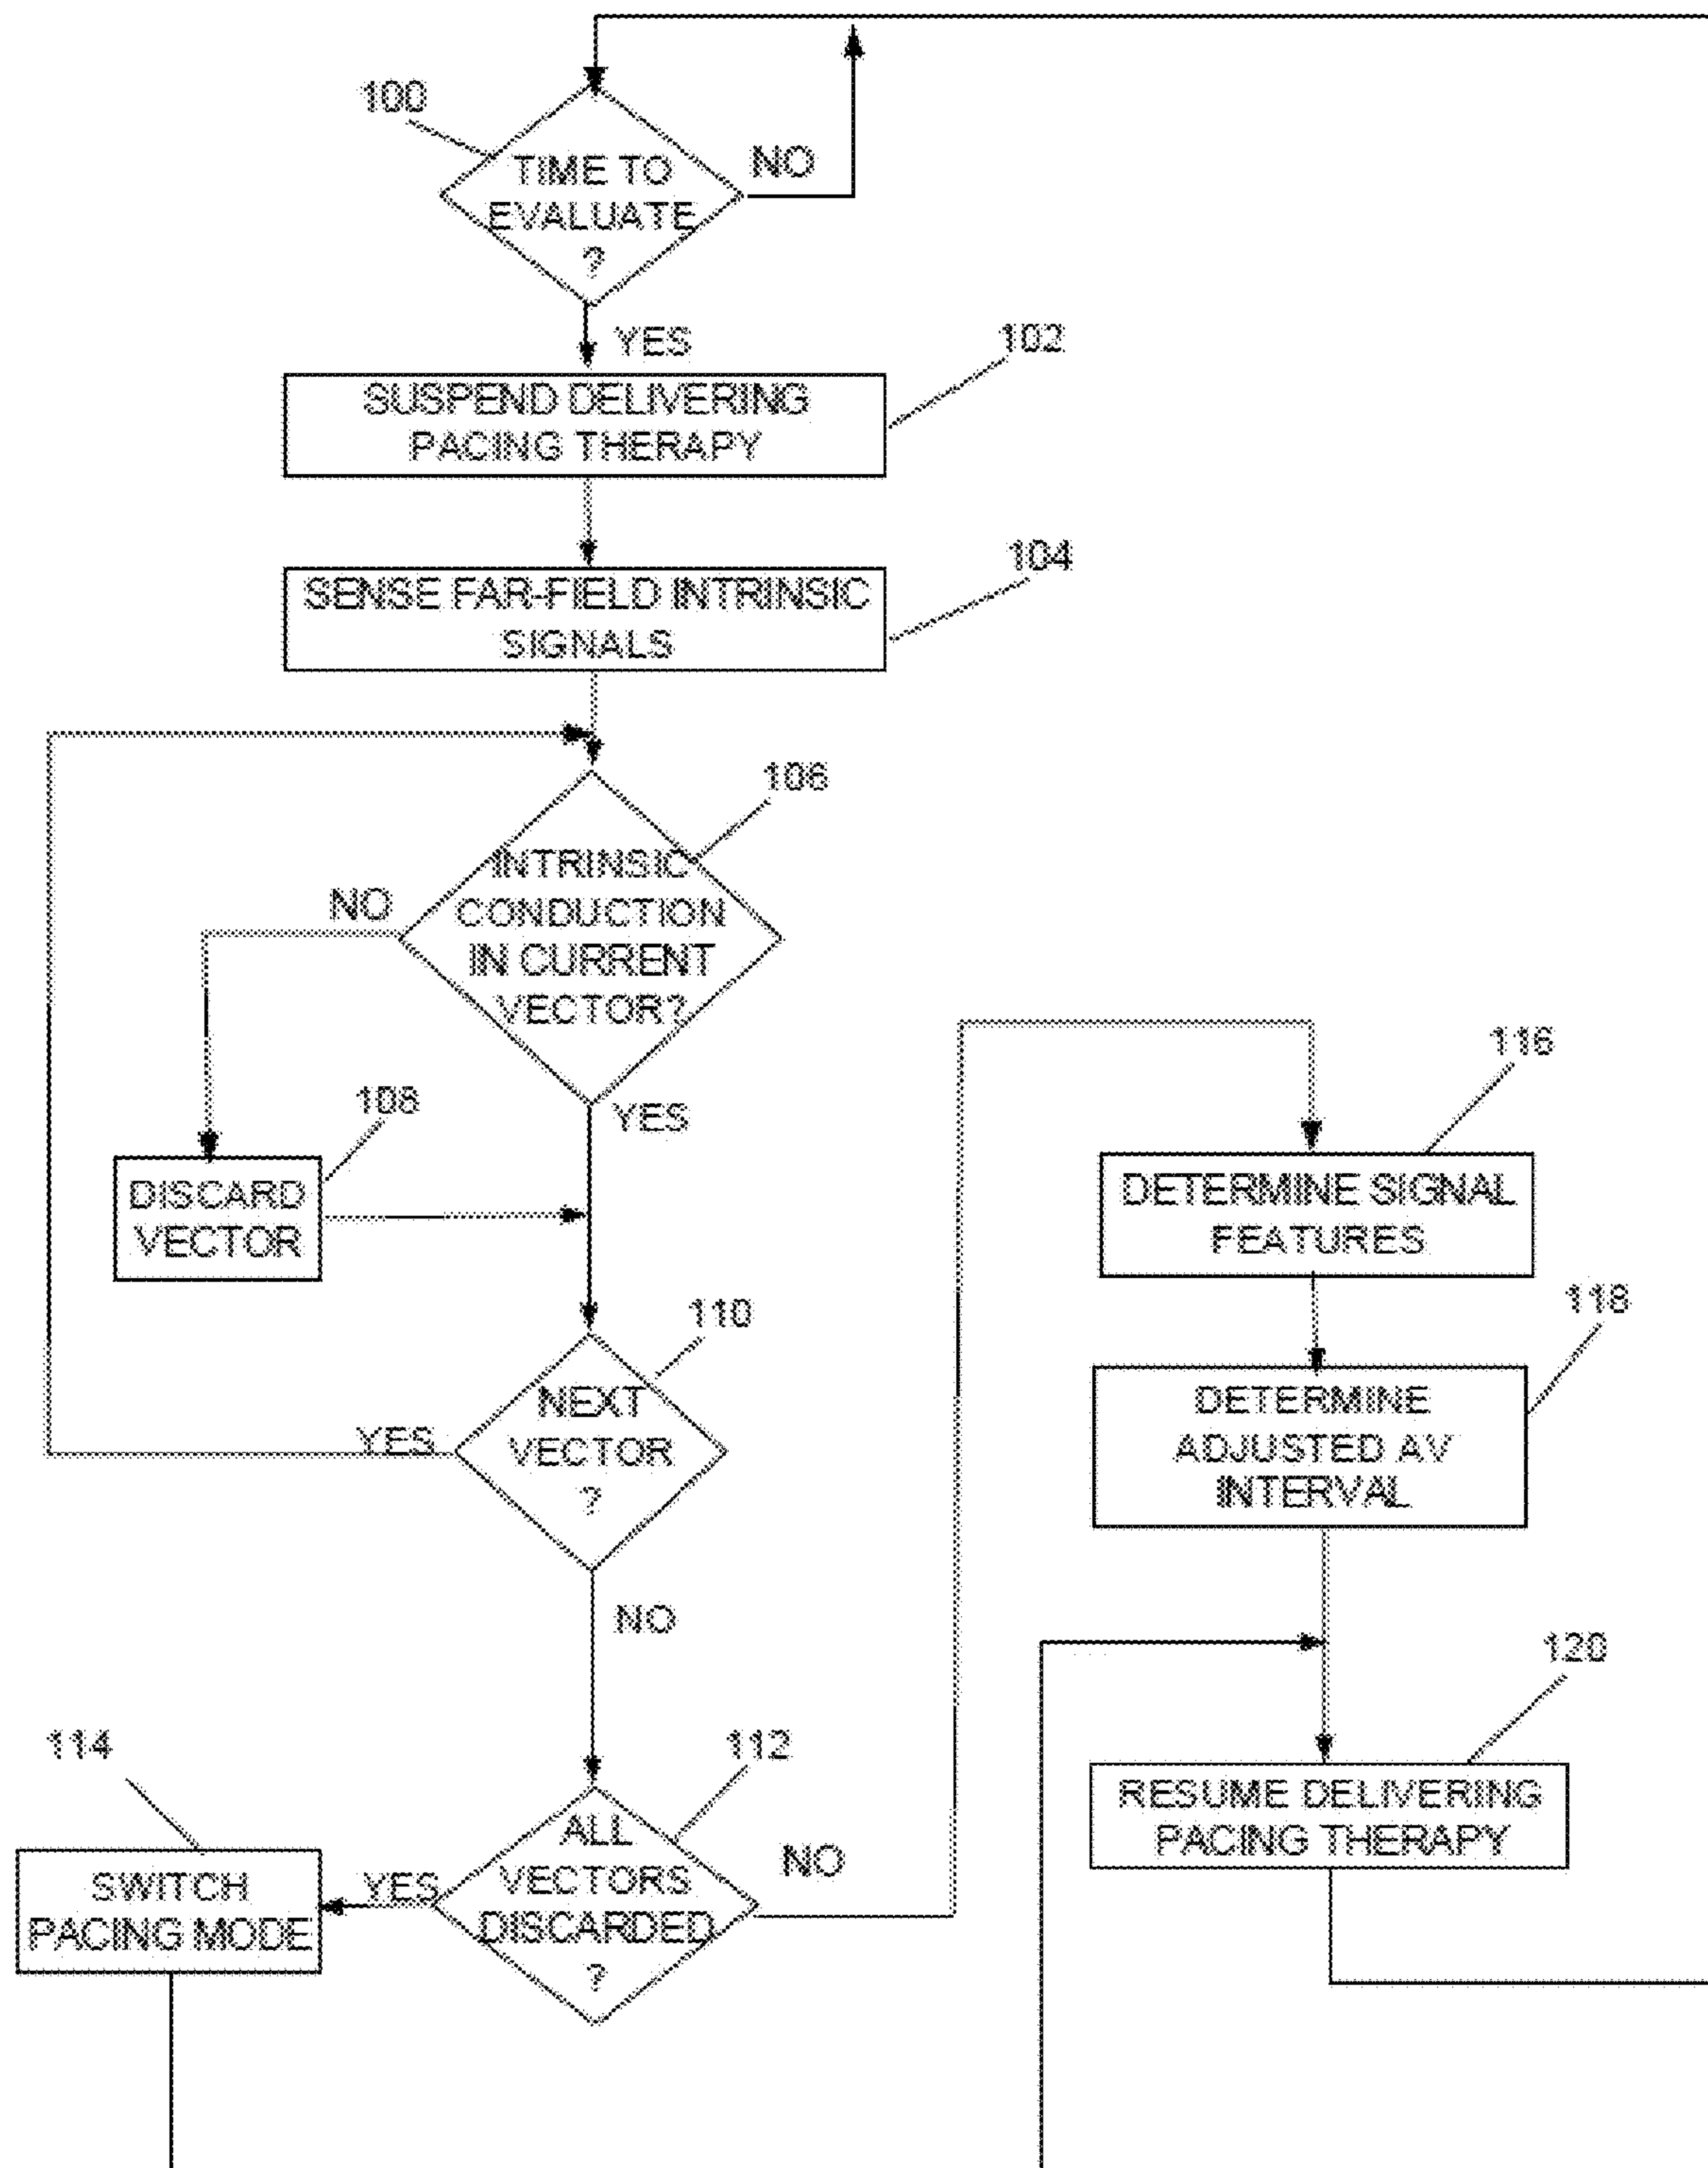 100
TIME TO
EVALUATE
?
NO
YES
102
SUSPEND DELIVERING
PACING THERAPY
104
SENSE FAR-FIELD INTRINSIC
SIGNALS
106
INTRINSIC
CONDUCTION
IN CURRENT
VECTOR?
NO
YES
108
DISCARD
VECTOR
110
NEXT
VECTOR
?
YES
NO
112
ALL
VECTORS
DISCARDED
?
YES
NO
114
SWITCH
PACING MODE
116
DETERMINE SIGNAL
FEATURES
118
DETERMINE
ADJUSTED AV
INTERVAL
120
RESUME DELIVERING
PACING THERAPY